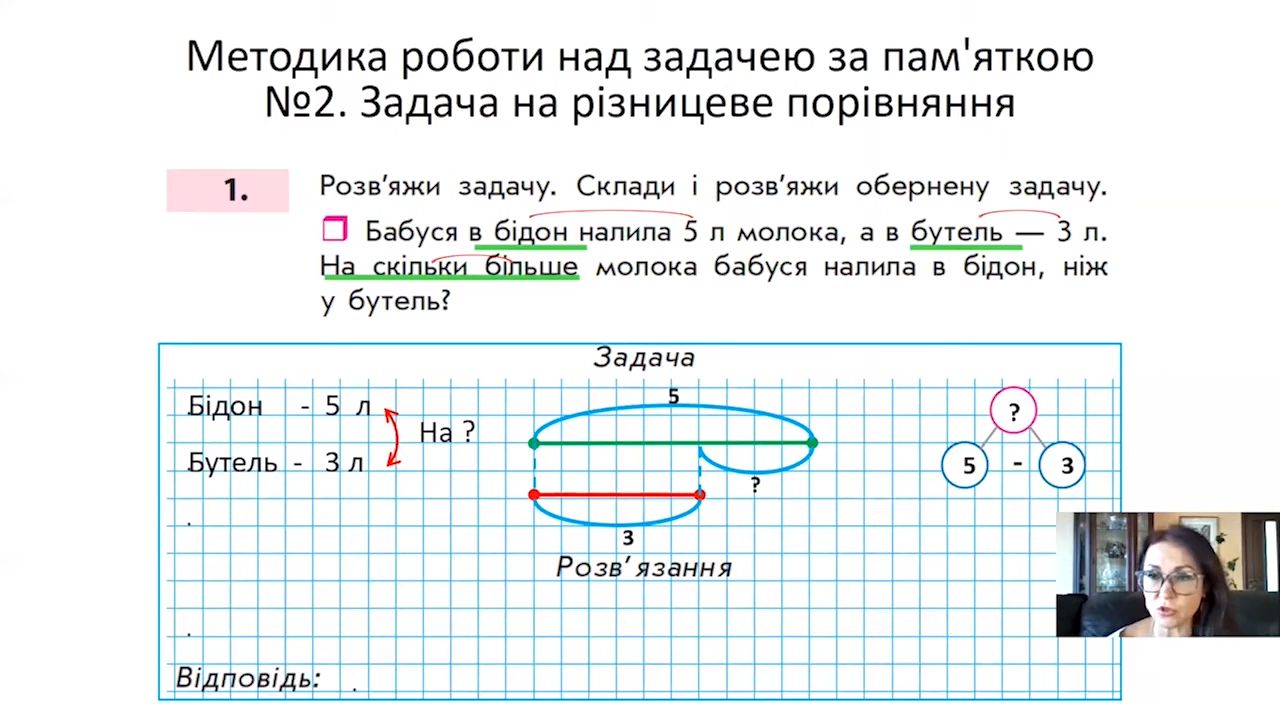 Методика роботи над задачею за пам'яткою
№2. Задача на різницеве порівняння
1. Розв’яжи задачу. Склади і розв’яжи обернену задачу.
Бабуся в бідон налила 5 л молока, а в бутель — 3 л.
На скільки більше молока бабуся налила в бідон, ніж
у бутель?
Задача
Бідон - 5 л
На ?
Бутель - 3 л
5
?
3
?
5 - 3
Розв’язання
Відповідь: